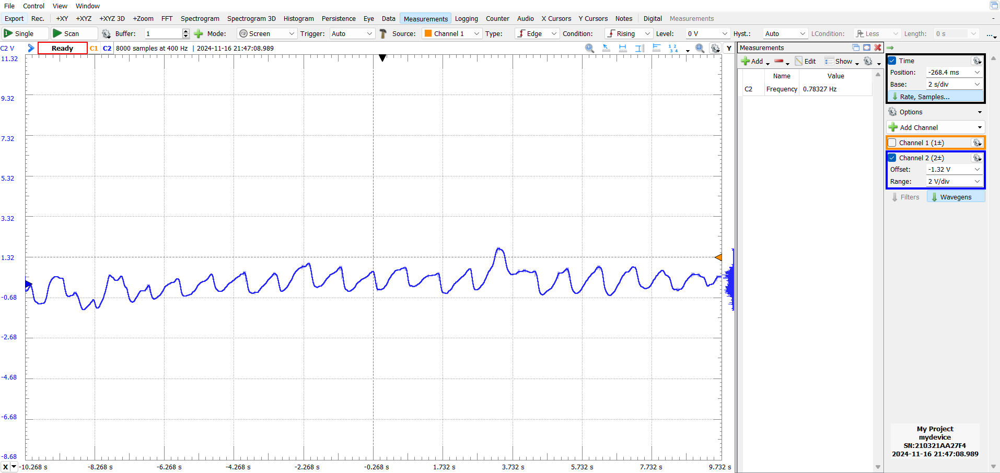 File Control View Window
Export Rec. +XY +XYZ +XYZ 3D +Zoom FFT Spectrogram Spectrogram 3D Histogram Persistence Eye Data Measurements Logging Counter Audio X Cursors Y Cursors Notes Digital Measurements -
1 Single Scan Buffer: 1 Mode: Screen Trigger: Auto Source: Channel 1 Type: Edge Condition: Rising Level: 0 V Hyst.: Auto LCondition: Less Length: 0 s ...
C2 V Ready C1 C2 8000 samples at 400 Hz | 2024-11-16 21:47:08.989 1 2 3 4 Y
11.32
9.32
7.32
5.32
3.32
1.32
-0.68
-2.68
-4.68
-6.68
-8.68
X -10.268 s -8.268 s -6.268 s -4.268 s -2.268 s -0.268 s 1.732 s 3.732 s 5.732 s 7.732 s 9.732 s
Measurements
Add Edit Show
Name Value
C2 Frequency 0.78327 Hz
Time
Position: -268.4 ms
Base: 2 s/div
Rate, Samples...
Options
Add Channel
Channel 1 (1±)
Channel 2 (2±)
Offset: -1.32 V
Range: 2 V/div
Filters Wavegens
My Project
mydevice
SN:210321AA27F4
2024-11-16 21:47:08.989